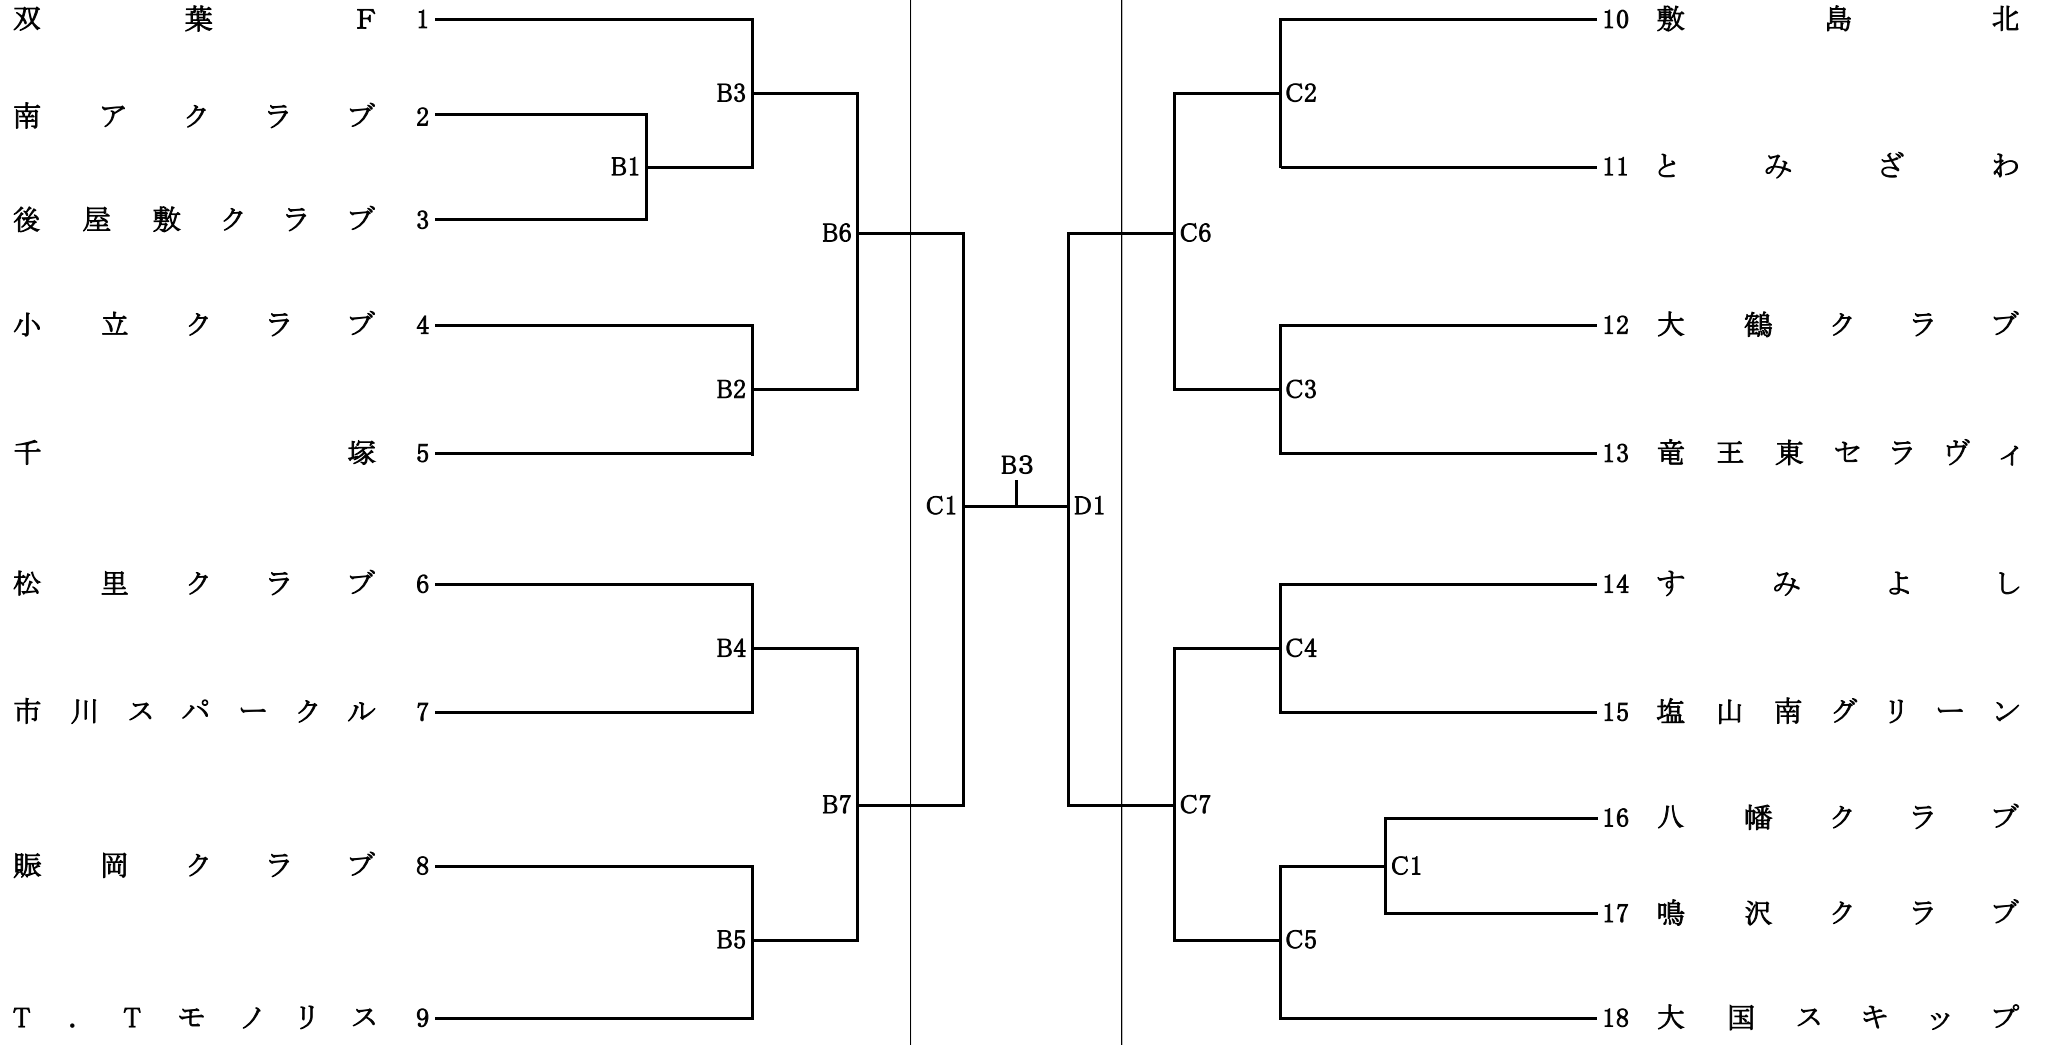 双葉F 1
B3
南アクラブ 2
B1
後屋敷クラブ 3
B6
小立クラブ 4
B2
千塚 5
C1
B3
D1
松里クラブ 6
B4
市川スパークル 7
B7
賑岡クラブ 8
B5
T.Tモノリス 9
10 敷島北
C2
11 とみざわ
C6
12 大鶴クラブ
C3
13 竜王東セラヴィ
14 すみよし
C4
15 塩山南グリーン
C7
16 八幡クラブ
C1
17 鳴沢クラブ
C5
18 大国スキップ